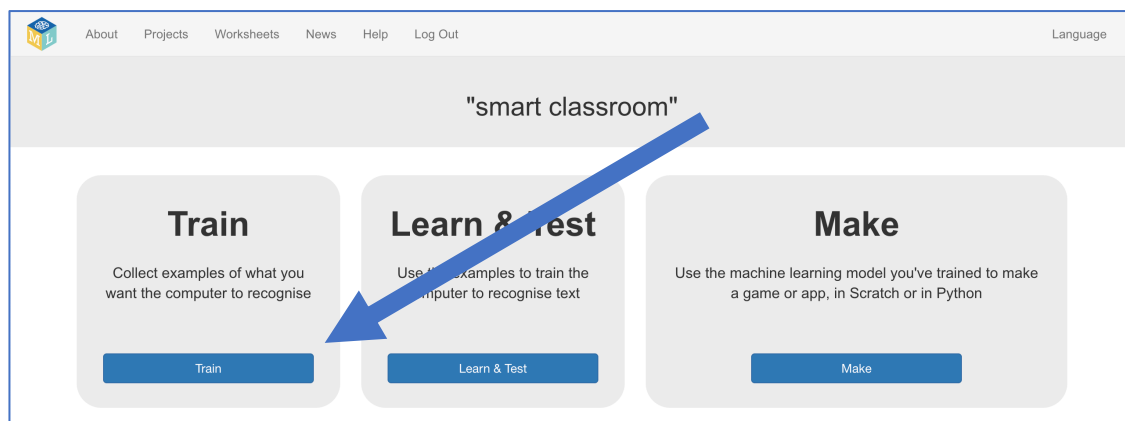 ML
About Projects Worksheets News Help Log Out Language
"smart classroom"
Train
Collect examples of what you
want the computer to recognise
Train
Learn & Test
Use examples to train the
computer to recognise text
Learn & Test
Make
Use the machine learning model you've trained to make
a game or app, in Scratch or in Python
Make